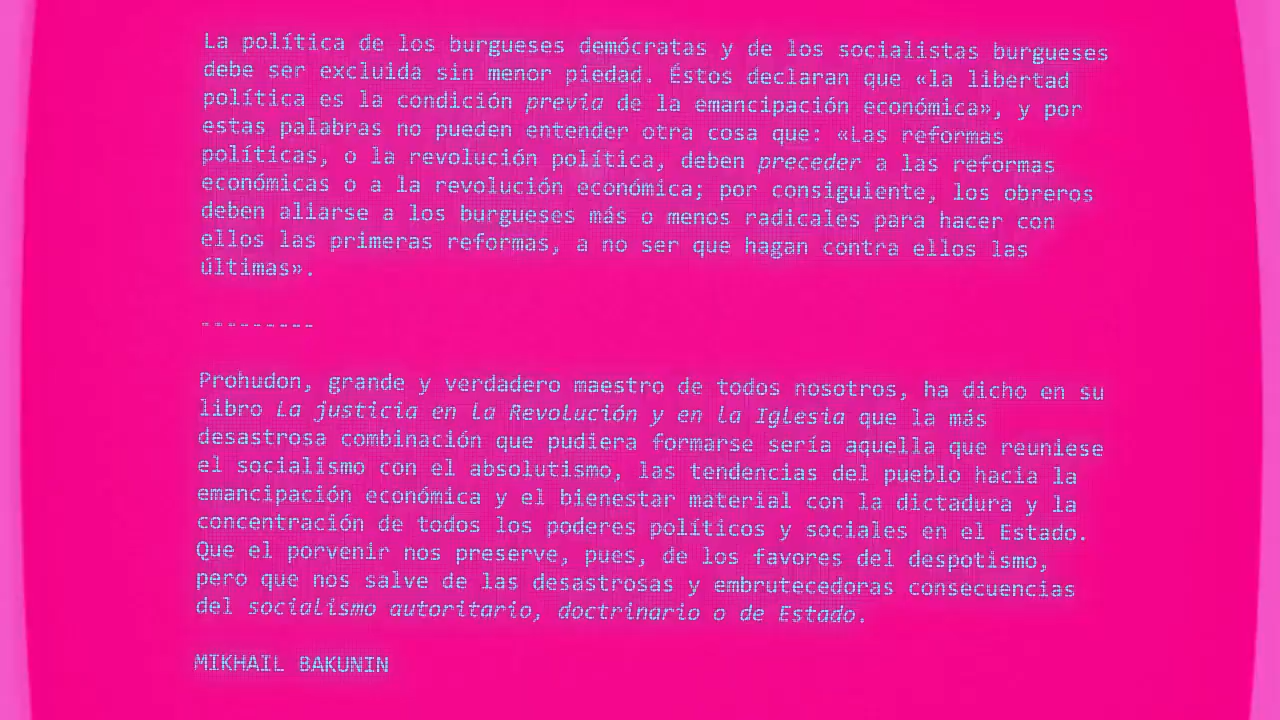 La política de los burgueses demócratas y de los socialistas burgueses
debe ser excluida sin menor piedad. Éstos declaran que «la libertad
política es la condición previa de la emancipación económica», y por
estas palabras no pueden entender otra cosa que: «Las reformas
políticas, o la revolución política, deben preceder a las reformas
económicas o a la revolución económica; por consiguiente, los obreros
deben aliarse a los burgueses más o menos radicales para hacer con
ellos las primeras reformas, a no ser que hagan contra ellos las
últimas».
---------
Prohudon, grande y verdadero maestro de todos nosotros, ha dicho en su
libro La justicia en la Revolución y en la Iglesia que la más
desastrosa combinación que pudiera formarse sería aquella que reuniese
el socialismo con el absolutismo, las tendencias del pueblo hacia la
emancipación económica y el bienestar material con la dictadura y la
concentración de todos los poderes políticos y sociales en el Estado.
Que el porvenir nos preserve, pues, de los favores del despotismo,
pero que nos salve de las desastrosas y embrutecedoras consecuencias
del socialismo autoritario, doctrinario o de Estado.
MIKHAIL BAKUNIN